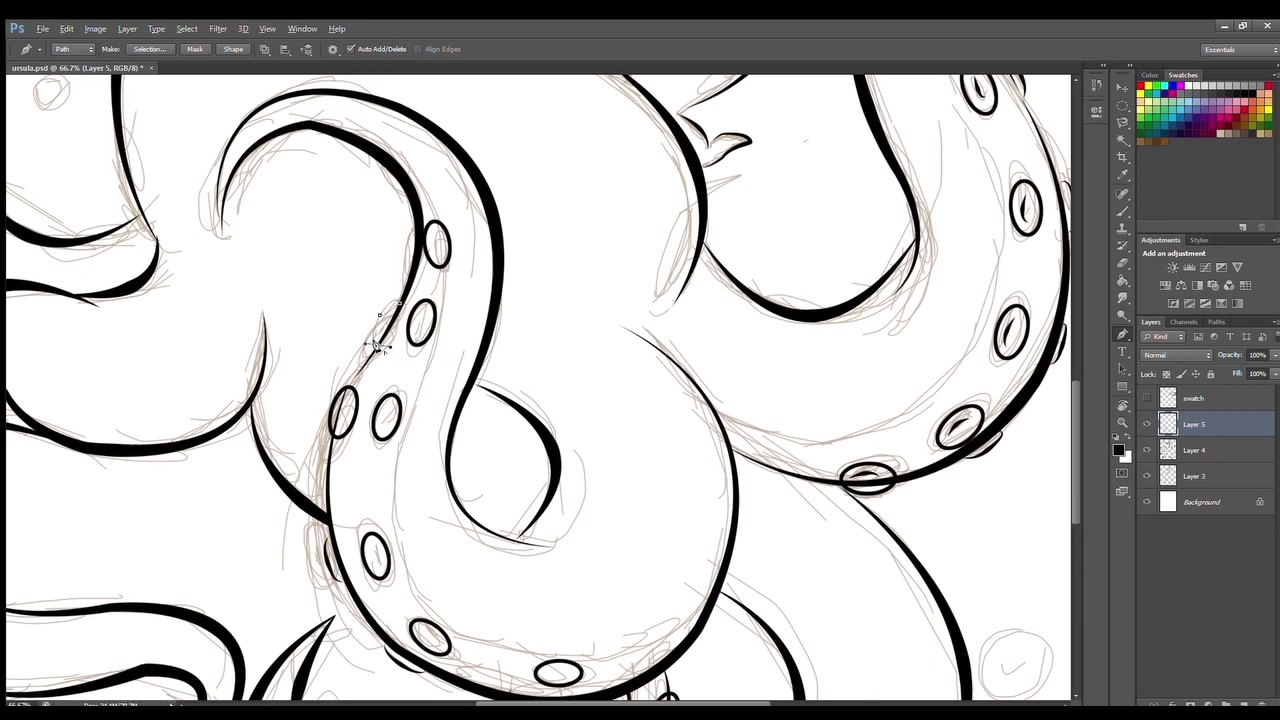 Ps File Edit Image Layer Type Select Filter 3D View Window Help
Path Make: Selection... Mask Shape Auto Add/Delete Align Edges Essentials
ursula.psd @ 66.7% (Layer 5, RGB/8) * ×
Color Swatches
Adjustments Styles
Add an adjustment
Layers Channels Paths
Kind
Normal Opacity: 100%
Lock: Fill: 100%
swatch
Layer 5
Layer 4
Layer 3
Background